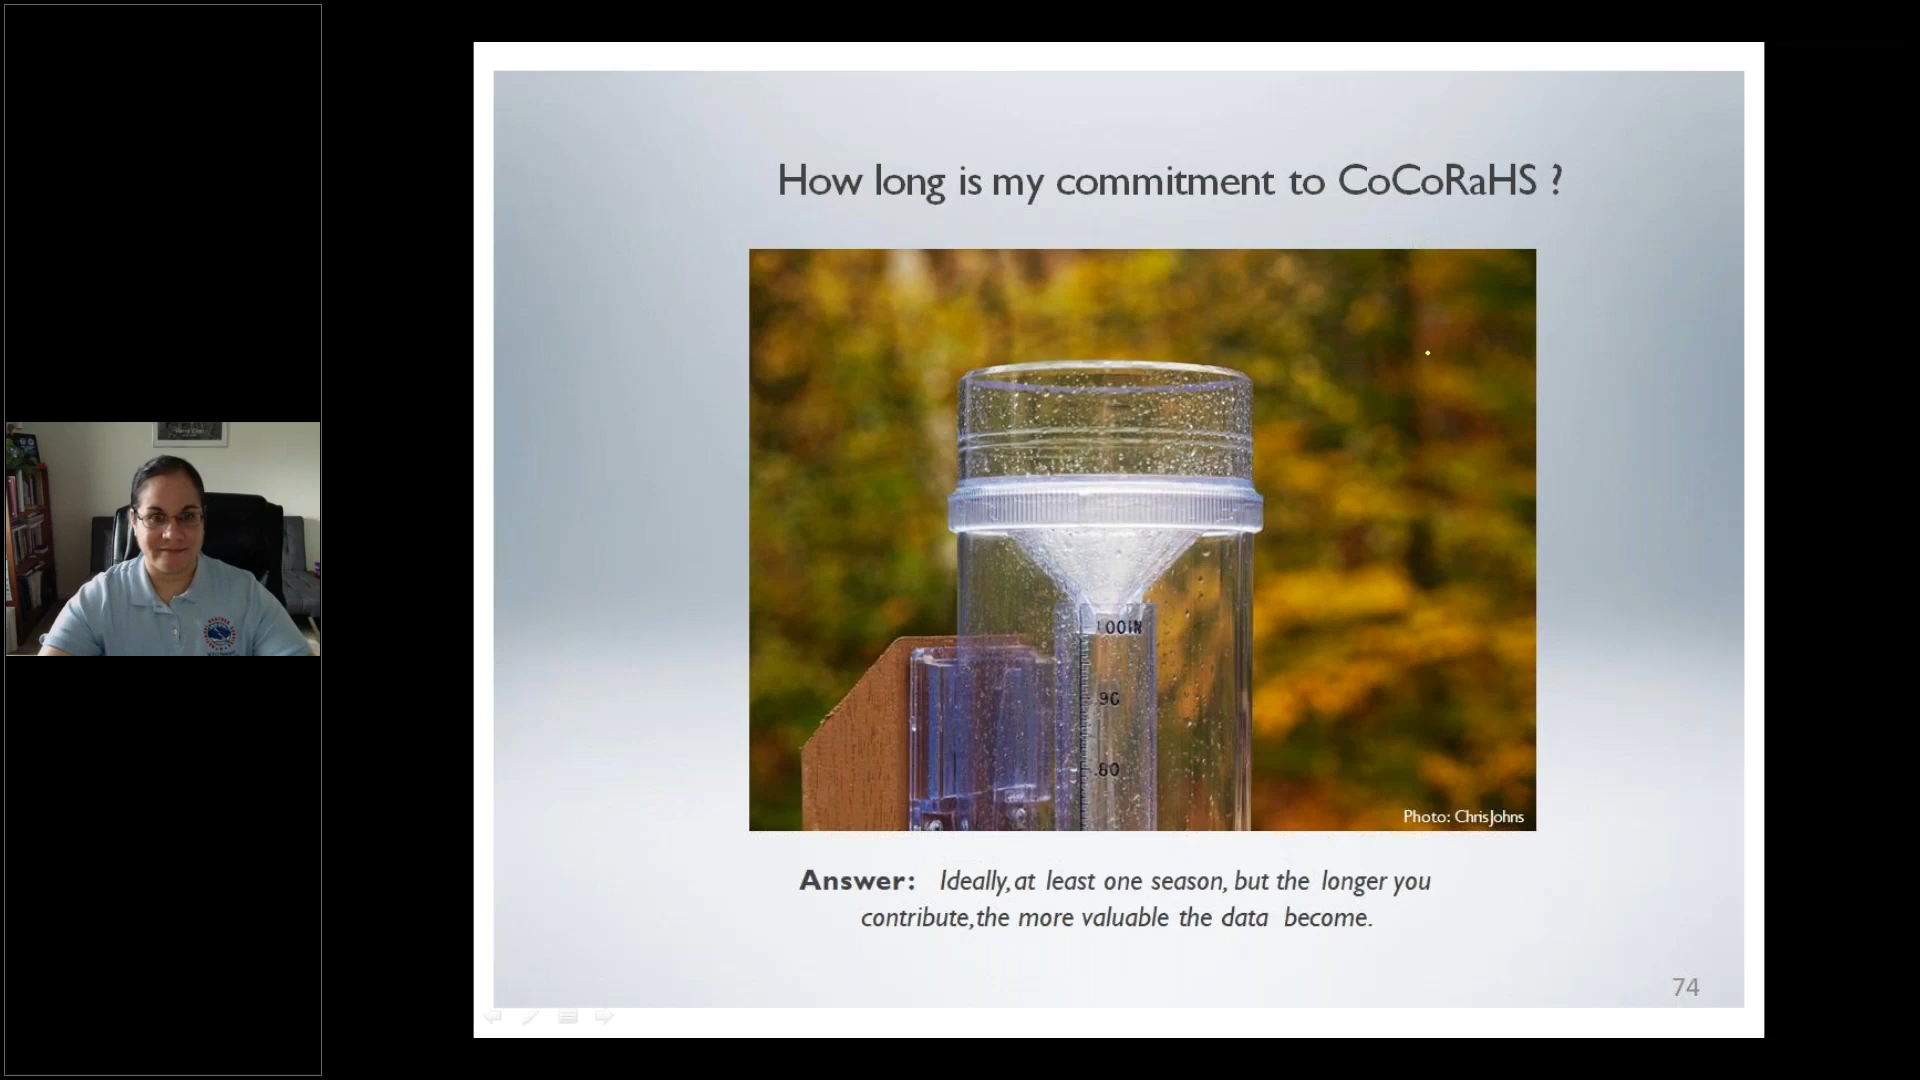 How long is my commitment to CoCoRaHS ?
1.00IN
.90
.80
Photo: Chris Johns
Answer: Ideally, at least one season, but the longer you
contribute, the more valuable the data become.
74